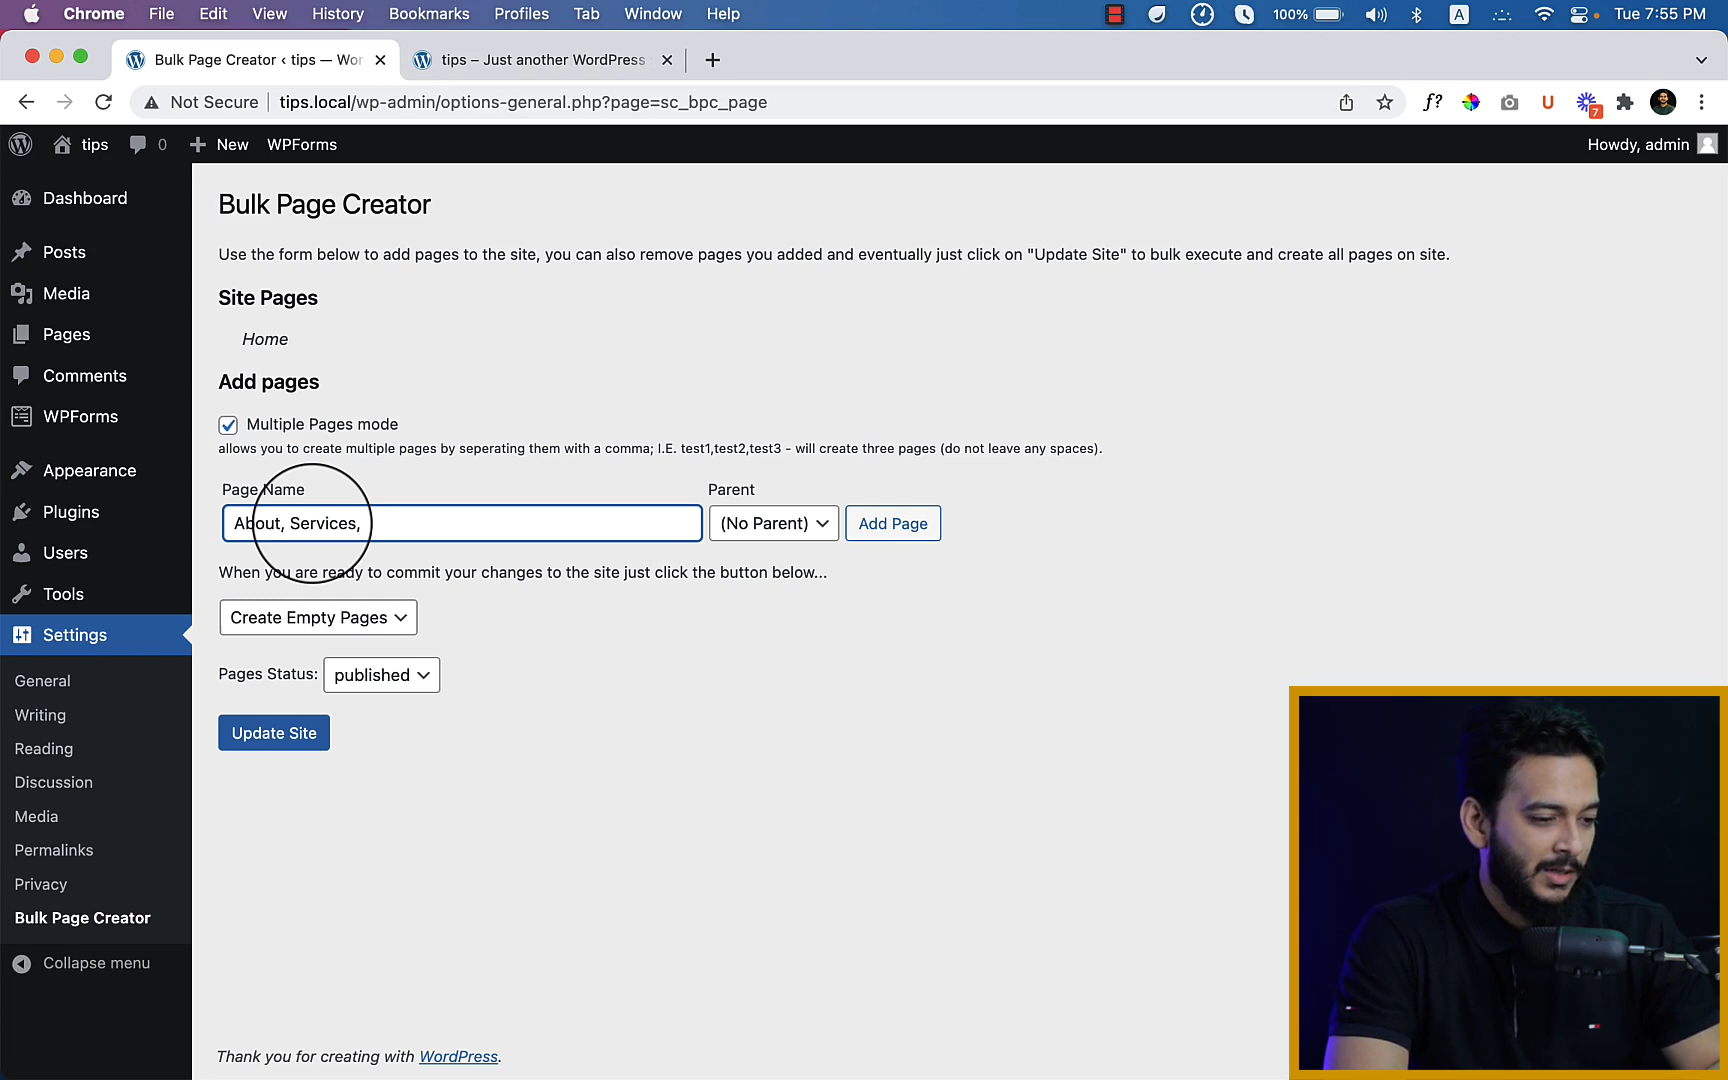 Chrome File Edit View History Bookmarks Profiles Tab Window Help 100% A Tue 7:55 PM
Bulk Page Creator ‹ tips — Wor tips – Just another WordPress
Not Secure tips.local/wp-admin/options-general.php?page=sc_bpc_page f? U 7
tips 0 New WPForms Howdy, admin
Dashboard
Posts
Media
Pages
Comments
WPForms
Appearance
Plugins
Users
Tools
Settings
General
Writing
Reading
Discussion
Media
Permalinks
Privacy
Bulk Page Creator
Collapse menu
Bulk Page Creator
Use the form below to add pages to the site, you can also remove pages you added and eventually just click on "Update Site" to bulk execute and create all pages on site.
Site Pages
Home
Add pages
Multiple Pages mode
allows you to create multiple pages by seperating them with a comma; I.E. test1,test2,test3 - will create three pages (do not leave any spaces).
Page Name Parent
About, Services, (No Parent) Add Page
When you are ready to commit your changes to the site just click the button below...
Create Empty Pages
Pages Status: published
Update Site
Thank you for creating with WordPress.